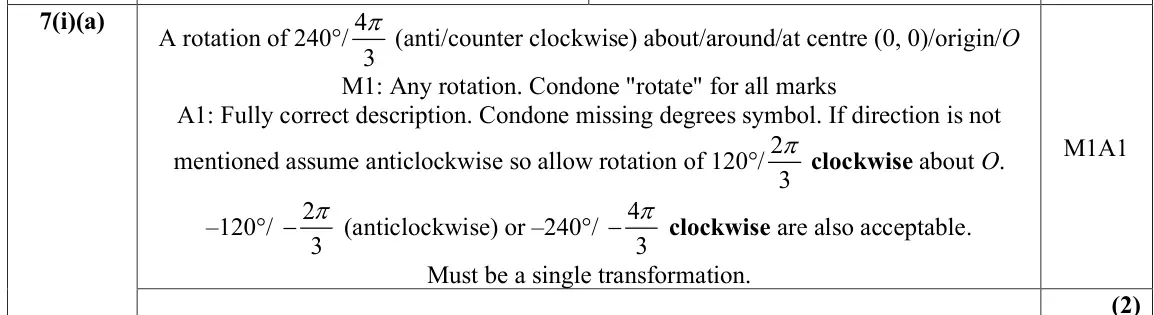 7(i)(a)
A rotation of 240°/4π/3 (anti/counter clockwise) about/around/at centre (0, 0)/origin/O
M1: Any rotation. Condone "rotate" for all marks
A1: Fully correct description. Condone missing degrees symbol. If direction is not
mentioned assume anticlockwise so allow rotation of 120°/2π/3 clockwise about O.
M1A1
–120°/ −2π/3 (anticlockwise) or –240°/ −4π/3 clockwise are also acceptable.
Must be a single transformation.
(2)